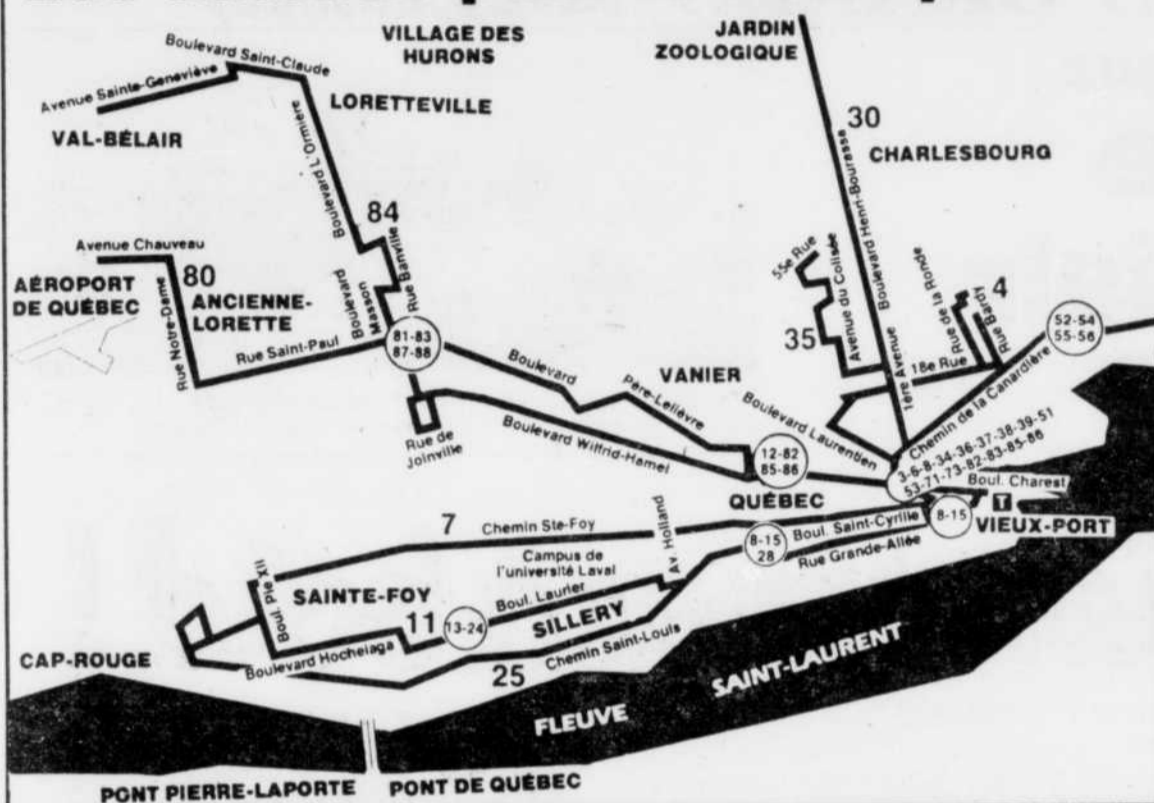 VILLAGE DES
HURONS
JARDIN
ZOOLOGIQUE
Boulevard Saint-Claude
Avenue Sainte-Geneviève
LORETTEVILLE
VAL-BÉLAIR
30
CHARLESBOURG
Boulevard L'Ormière
Boulevard Henri-Bourassa
84
Avenue Chauveau
AÉROPORT
DE QUÉBEC
80
ANCIENNE-
LORETTE
Rue Notre-Dame
Boulevard
Masson
Rue Banville
Rue Saint-Paul
81-83
87-88
55e Rue
Avenue du Colisée
35
Rue de la Ronde
Rue Bardy
4
52-54
55-56
18e Rue
1ère Avenue
Chemin de la Canardière
Boulevard
Père-Lelièvre
VANIER
Boulevard Laurentien
Rue de
Joinville
Boulevard Wilfrid-Hamel
12-82
85-86
3-6-8-34-36-37-38-39-51
53-71-73-82-83-85-86
Boul. Charest
QUÉBEC
T
VIEUX-PORT
7
Chemin Ste-Foy
Av. Holland
8-15
28
Boul. Saint-Cyrille
8-15
Rue Grande-Allée
Campus de
l'université Laval
Boul. Pie XII
SAINTE-FOY
Boul. Laurier
11
13-24
SILLERY
CAP-ROUGE
Boulevard Hochelaga
25
Chemin Saint-Louis
FLEUVE
SAINT-LAURENT
PONT PIERRE-LAPORTE
PONT DE QUÉBEC